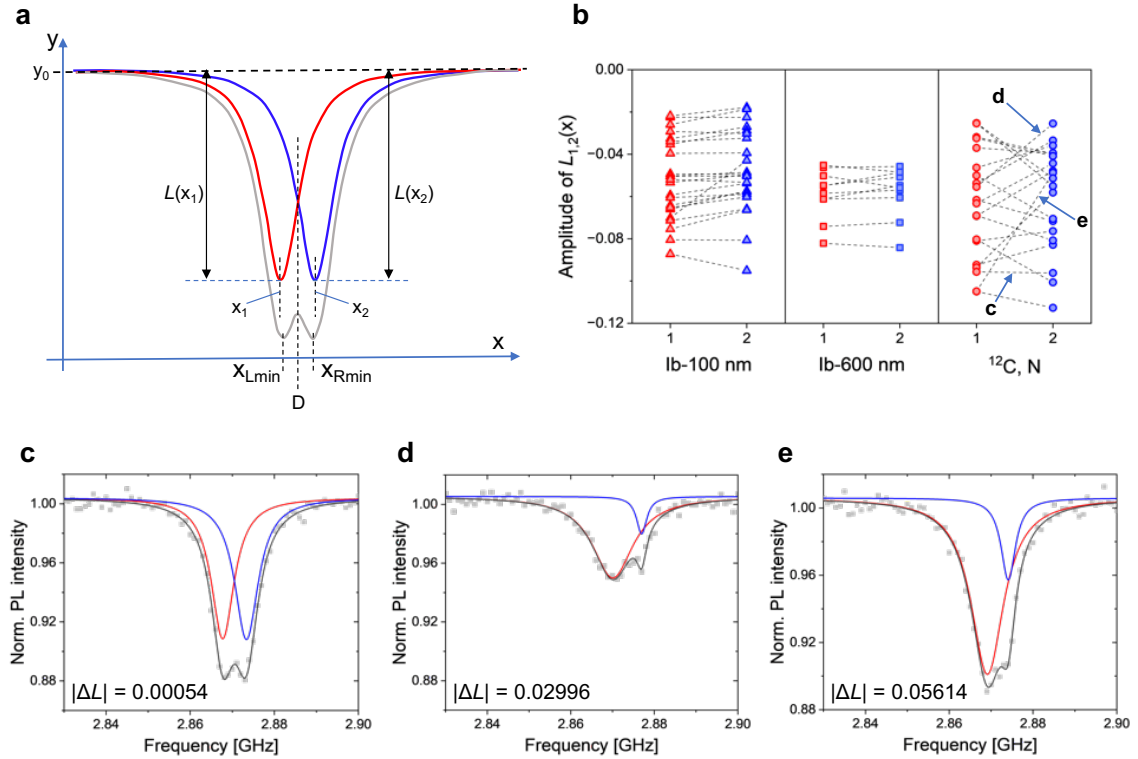 a
y
y0
L(x1)
L(x2)
x1
x2
x
xLmin
xRmin
D
b
Amplitude of L1,2(x)
0.00
−0.04
−0.08
−0.12
d
e
c
1 2 1 2 1 2
Ib-100 nm Ib-600 nm 12C, N
c
Norm. PL intensity
1.00
0.96
0.92
0.88
|ΔL| = 0.00054
2.84 2.86 2.88 2.90
Frequency [GHz]
d
Norm. PL intensity
1.00
0.96
0.92
0.88
|ΔL| = 0.02996
2.84 2.86 2.88 2.90
Frequency [GHz]
e
Norm. PL intensity
1.00
0.96
0.92
0.88
|ΔL| = 0.05614
2.84 2.86 2.88 2.90
Frequency [GHz]